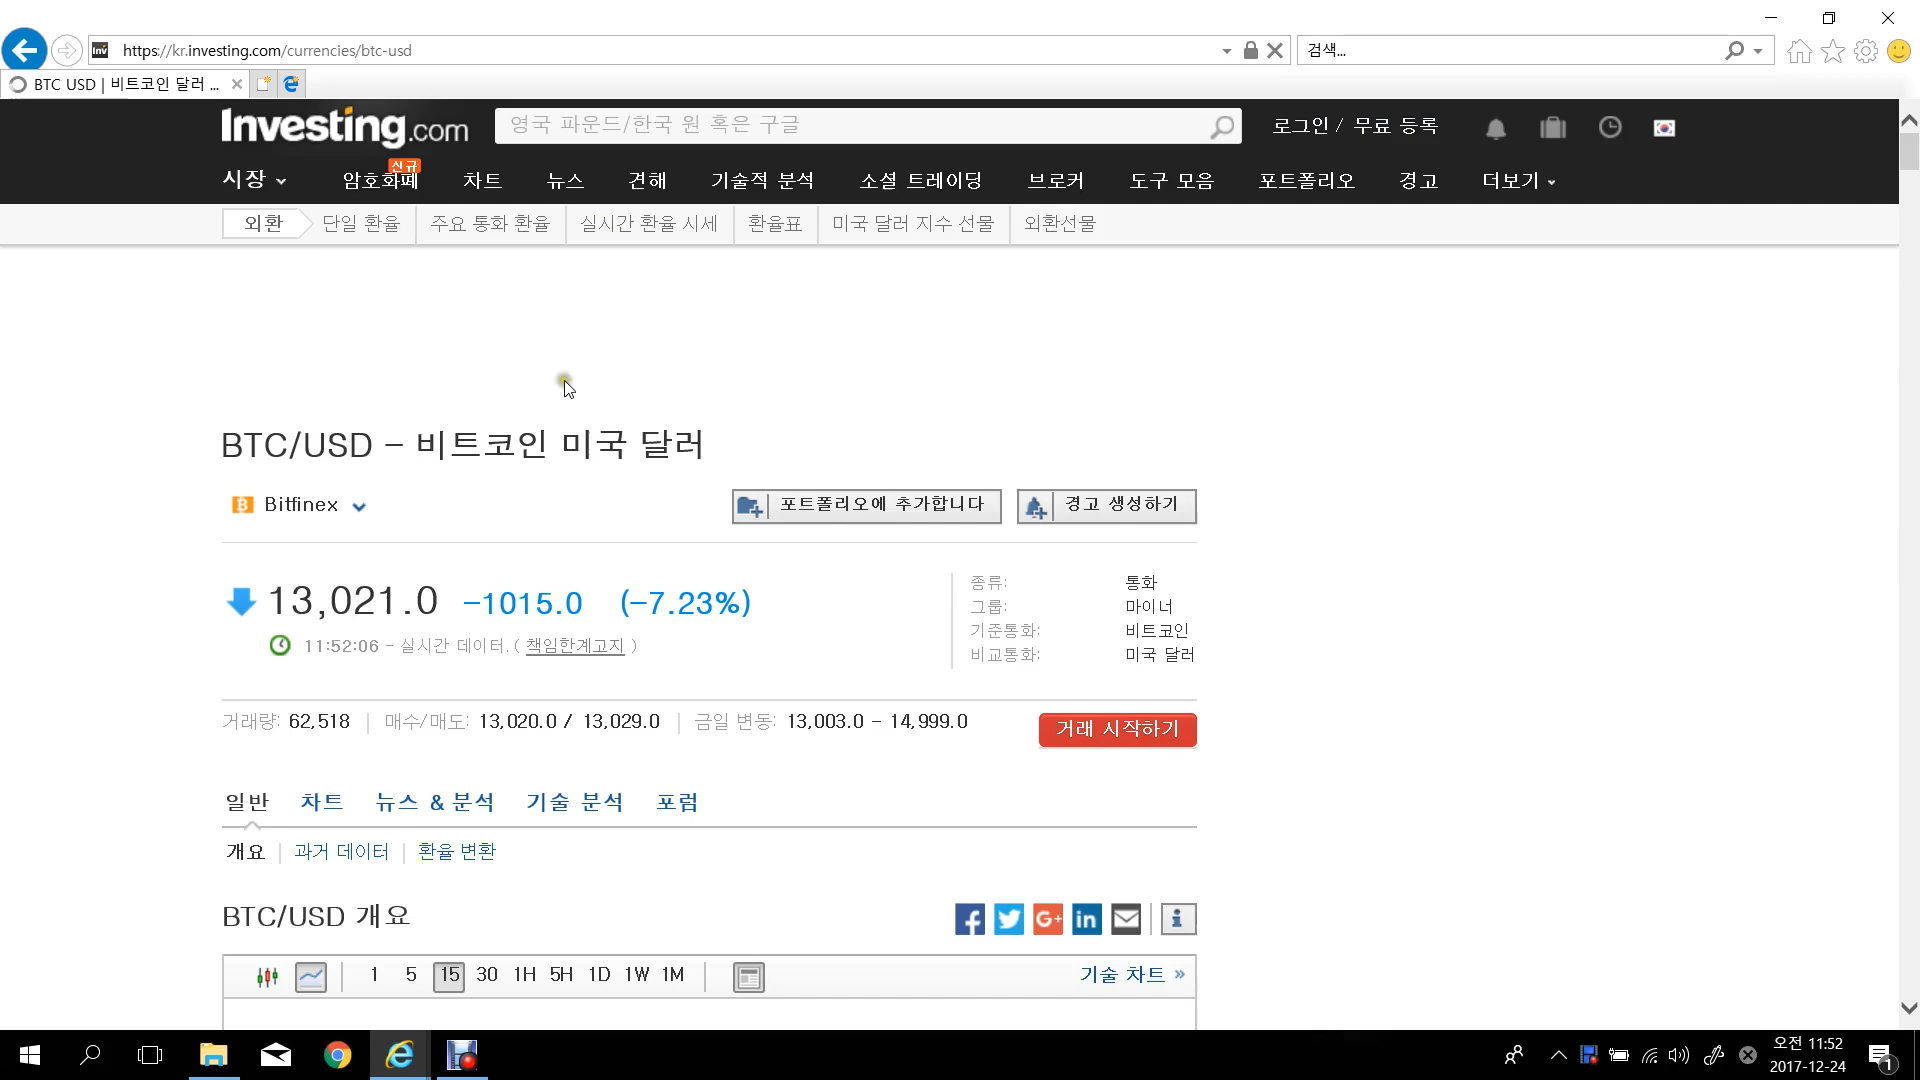 https://kr.investing.com/currencies/btc-usd
검색...
BTC USD | 비트코인 달러 ...
Investing.com
영국 파운드/한국 원 혹은 구글
로그인 / 무료 등록
신규
시장 암호화폐 차트 뉴스 견해 기술적 분석 소셜 트레이딩 브로커 도구 모음 포트폴리오 경고 더보기
외환 단일 환율 주요 통화 환율 실시간 환율 시세 환율표 미국 달러 지수 선물 외환선물
BTC/USD - 비트코인 미국 달러
Bitfinex
포트폴리오에 추가합니다
경고 생성하기
13,021.0 -1015.0 (-7.23%)
11:52:06 - 실시간 데이터. ( 책임한계고지 )
종류: 통화
그룹: 마이너
기준통화: 비트코인
비교통화: 미국 달러
거래량: 62,518 | 매수/매도: 13,020.0 / 13,029.0 | 금일 변동: 13,003.0 - 14,999.0
거래 시작하기
일반 차트 뉴스 & 분석 기술 분석 포럼
개요 | 과거 데이터 | 환율 변환
BTC/USD 개요
1 5 15 30 1H 5H 1D 1W 1M
기술 차트 »
오전 11:52
2017-12-24
1